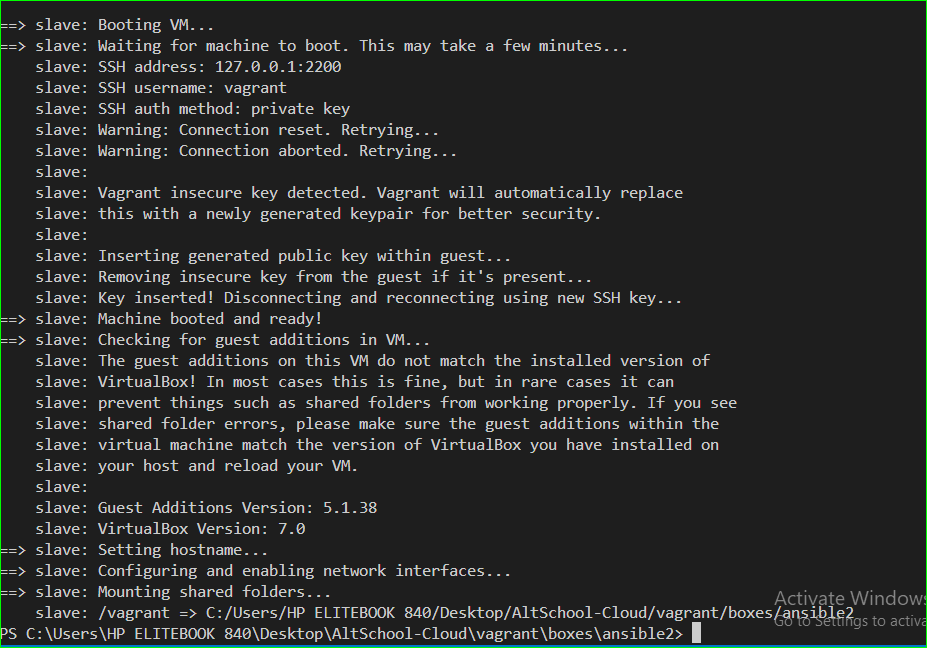 ==> slave: Booting VM...
==> slave: Waiting for machine to boot. This may take a few minutes...
    slave: SSH address: 127.0.0.1:2200
    slave: SSH username: vagrant
    slave: SSH auth method: private key
    slave: Warning: Connection reset. Retrying...
    slave: Warning: Connection aborted. Retrying...
    slave:
    slave: Vagrant insecure key detected. Vagrant will automatically replace
    slave: this with a newly generated keypair for better security.
    slave:
    slave: Inserting generated public key within guest...
    slave: Removing insecure key from the guest if it's present...
    slave: Key inserted! Disconnecting and reconnecting using new SSH key...
==> slave: Machine booted and ready!
==> slave: Checking for guest additions in VM...
    slave: The guest additions on this VM do not match the installed version of
    slave: VirtualBox! In most cases this is fine, but in rare cases it can
    slave: prevent things such as shared folders from working properly. If you see
    slave: shared folder errors, please make sure the guest additions within the
    slave: virtual machine match the version of VirtualBox you have installed on
    slave: your host and reload your VM.
    slave:
    slave: Guest Additions Version: 5.1.38
    slave: VirtualBox Version: 7.0
==> slave: Setting hostname...
==> slave: Configuring and enabling network interfaces...
==> slave: Mounting shared folders...
    slave: /vagrant => C:/Users/HP ELITEBOOK 840/Desktop/AltSchool-Cloud/vagrant/boxes/ansible2
PS C:\Users\HP ELITEBOOK 840\Desktop\AltSchool-Cloud\vagrant\boxes\ansible2>
Activate Windows
Go to Settings to activa